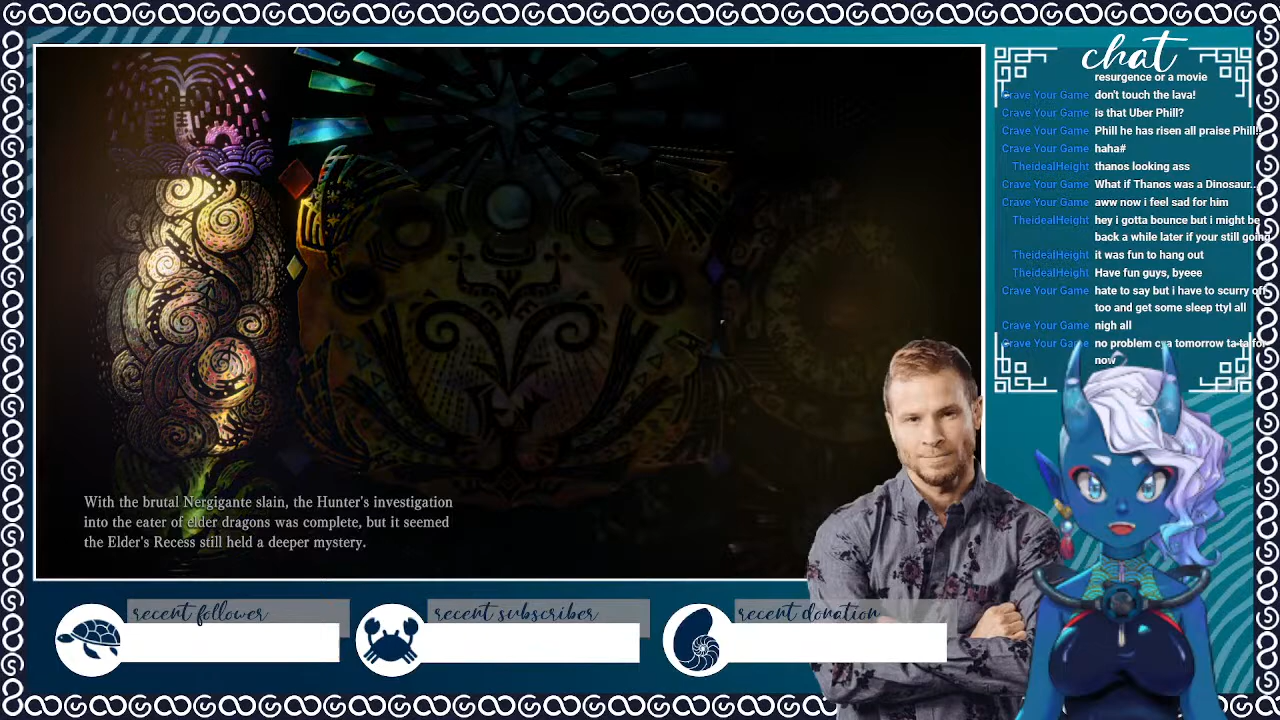 chat
resurgence or a movie
Crave Your Game don't touch the lava!
Crave Your Game is that Uber Phill?
Crave Your Game Phill he has risen all praise Phill!!
Crave Your Game haha#
TheidealHeight thanos looking ass
Crave Your Game What if Thanos was a Dinosaur..
Crave Your Game aww now i feel sad for him
TheidealHeight hey i gotta bounce but i might be
back a while later if your still going
TheidealHeight it was fun to hang out
TheidealHeight Have fun guys, byeee
Crave Your Game hate to say but i have to scurry off
too and get some sleep ttyl all
Crave Your Game nigh all
Crave Your Game no problem cya tomorrow ta-ta for
now
With the brutal Nergigante slain, the Hunter's investigation
into the eater of elder dragons was complete, but it seemed
the Elder's Recess still held a deeper mystery.
recent follower
recent subscriber
recent donation